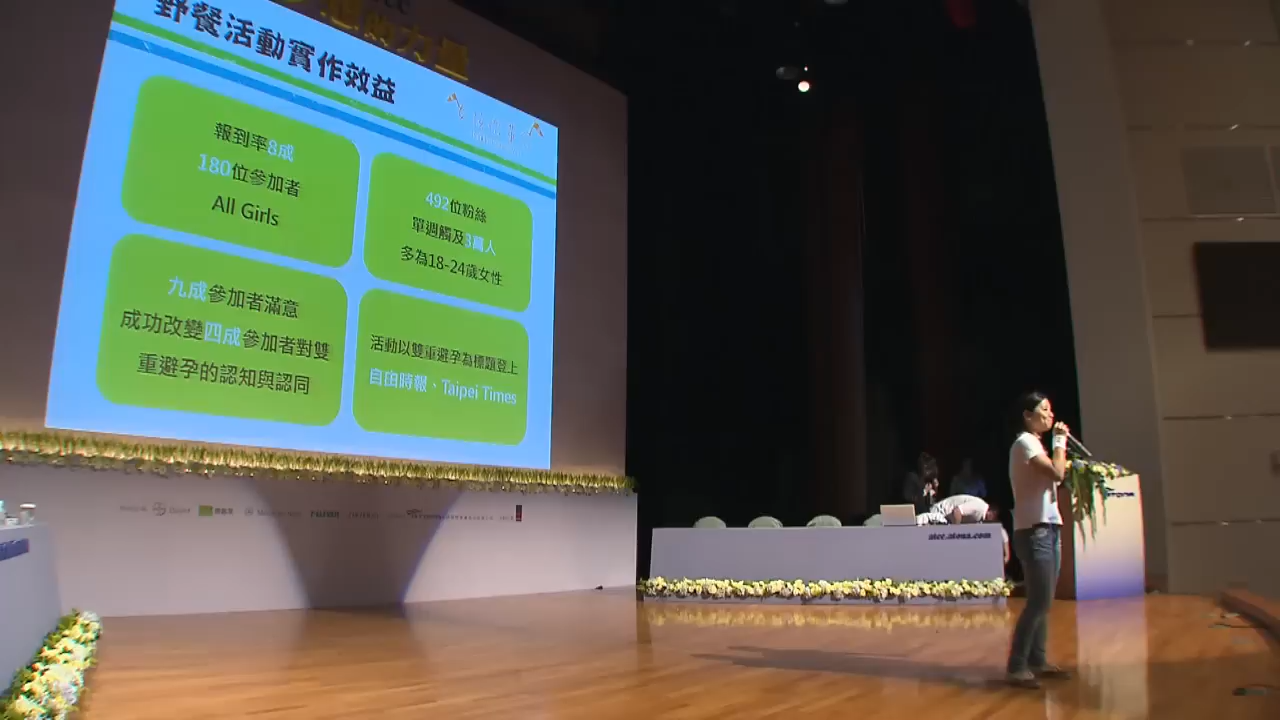 的力量
野餐活動實作效益
報到率8成
180位參加者
All Girls
492位粉絲
單週觸及3萬人
多為18-24歲女性
九成參加者滿意
成功改變四成參加者對雙
重避孕的認知與認同
活動以雙重避孕為標題登上
自由時報、Taipei Times
atcc.atona.com